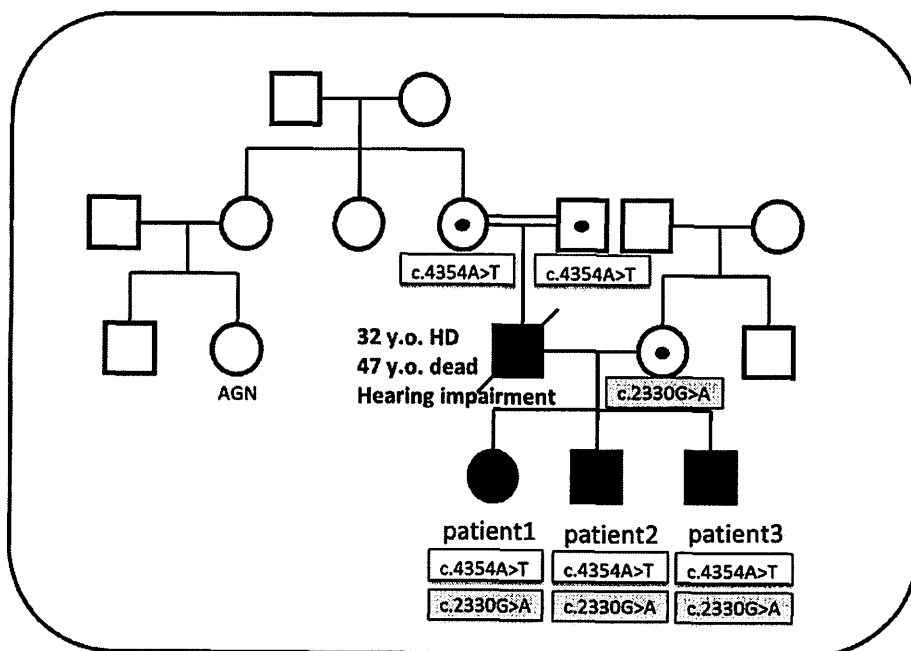 c.4354A>T c.4354A>T
32 y.o. HD
47 y.o. dead
Hearing impairment
AGN
c.2330G>A
patient1 patient2 patient3
c.4354A>T c.4354A>T c.4354A>T
c.2330G>A c.2330G>A c.2330G>A